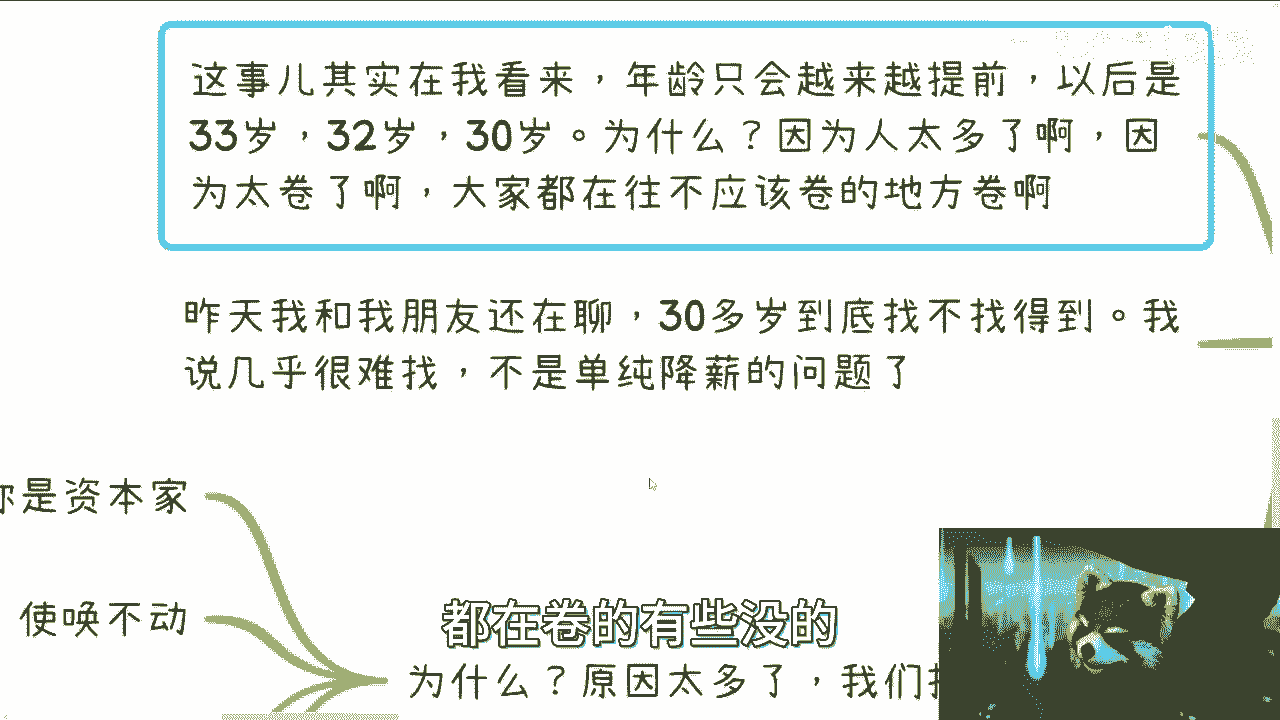 这事儿其实在我看来，年龄只会越来越提前，以后是
33岁，32岁，30岁。为什么？因为人太多了啊，因
为太卷了啊，大家都在往不应该卷的地方卷啊
昨天我和我朋友还在聊，30多岁到底找不找得到。我
说几乎很难找，不是单纯降薪的问题了
你是资本家
使唤不动
都在卷的有些没的
为什么？原因太多了，我们